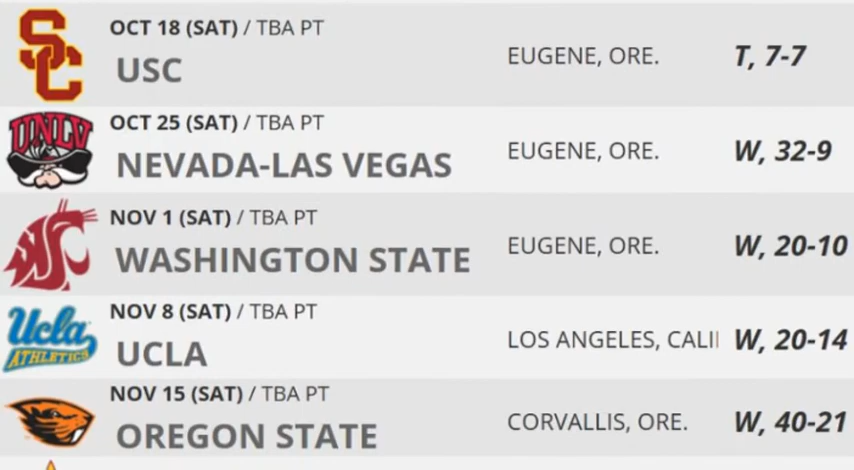 SC
OCT 18 (SAT) / TBA PT
USC
EUGENE, ORE.
T, 7-7
UNLV
OCT 25 (SAT) / TBA PT
NEVADA-LAS VEGAS
EUGENE, ORE.
W, 32-9
WSU
NOV 1 (SAT) / TBA PT
WASHINGTON STATE
EUGENE, ORE.
W, 20-10
Ucla
ATHLETICS
NOV 8 (SAT) / TBA PT
UCLA
LOS ANGELES, CALI
W, 20-14
NOV 15 (SAT) / TBA PT
OREGON STATE
CORVALLIS, ORE.
W, 40-21